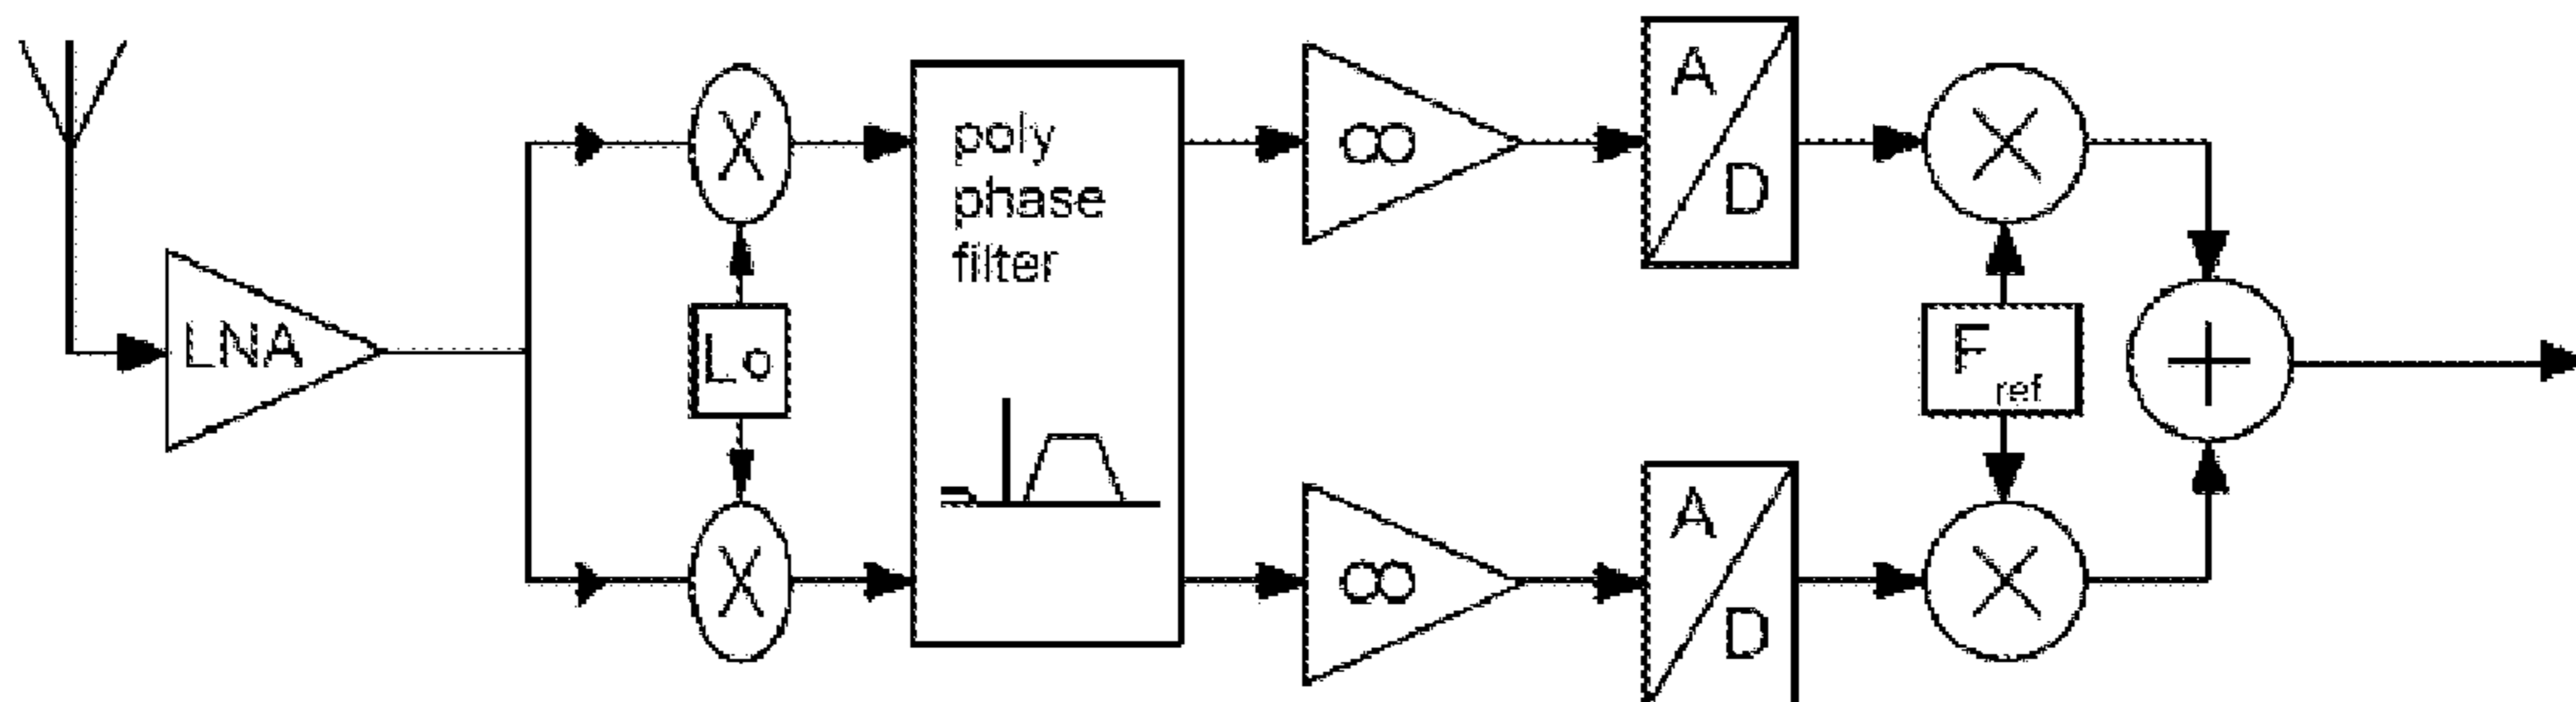 LNA
X
Lo
X
poly
phase
filter
∞
∞
A
D
A
D
F ref